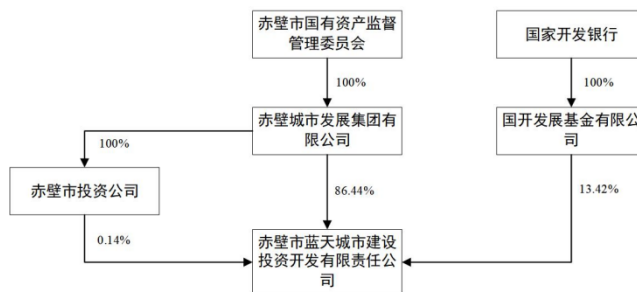 赤壁市国有资产监督
管理委员会
国家开发银行
100%
100%
赤壁城市发展集团有
限公司
国开发展基金有限公
司
100%
赤壁市投资公司
86.44%
13.42%
0.14%
赤壁市蓝天城市建设
投资开发有限责任公
司